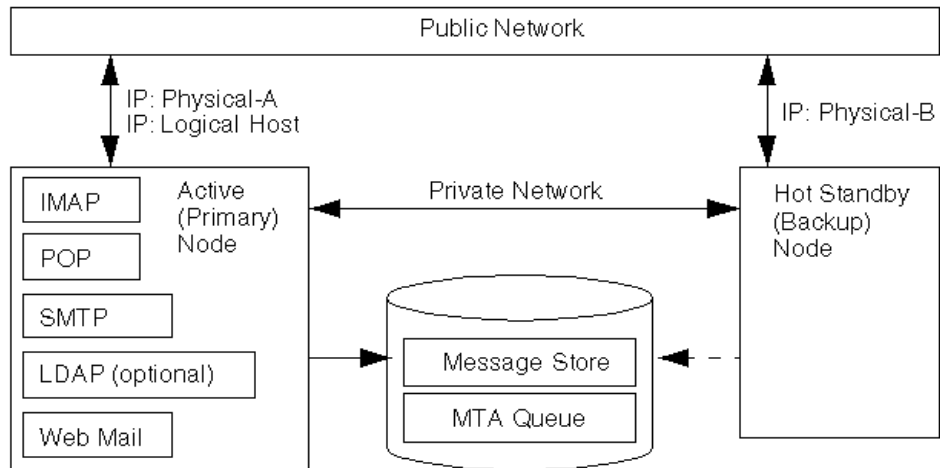 Public Network
IP: Physical-A
IP: Logical Host
IP: Physical-B
IMAP
POP
SMTP
LDAP (optional)
Web Mail
Active
(Primary)
Node
Private Network
Message Store
MTA Queue
Hot Standby
(Backup)
Node